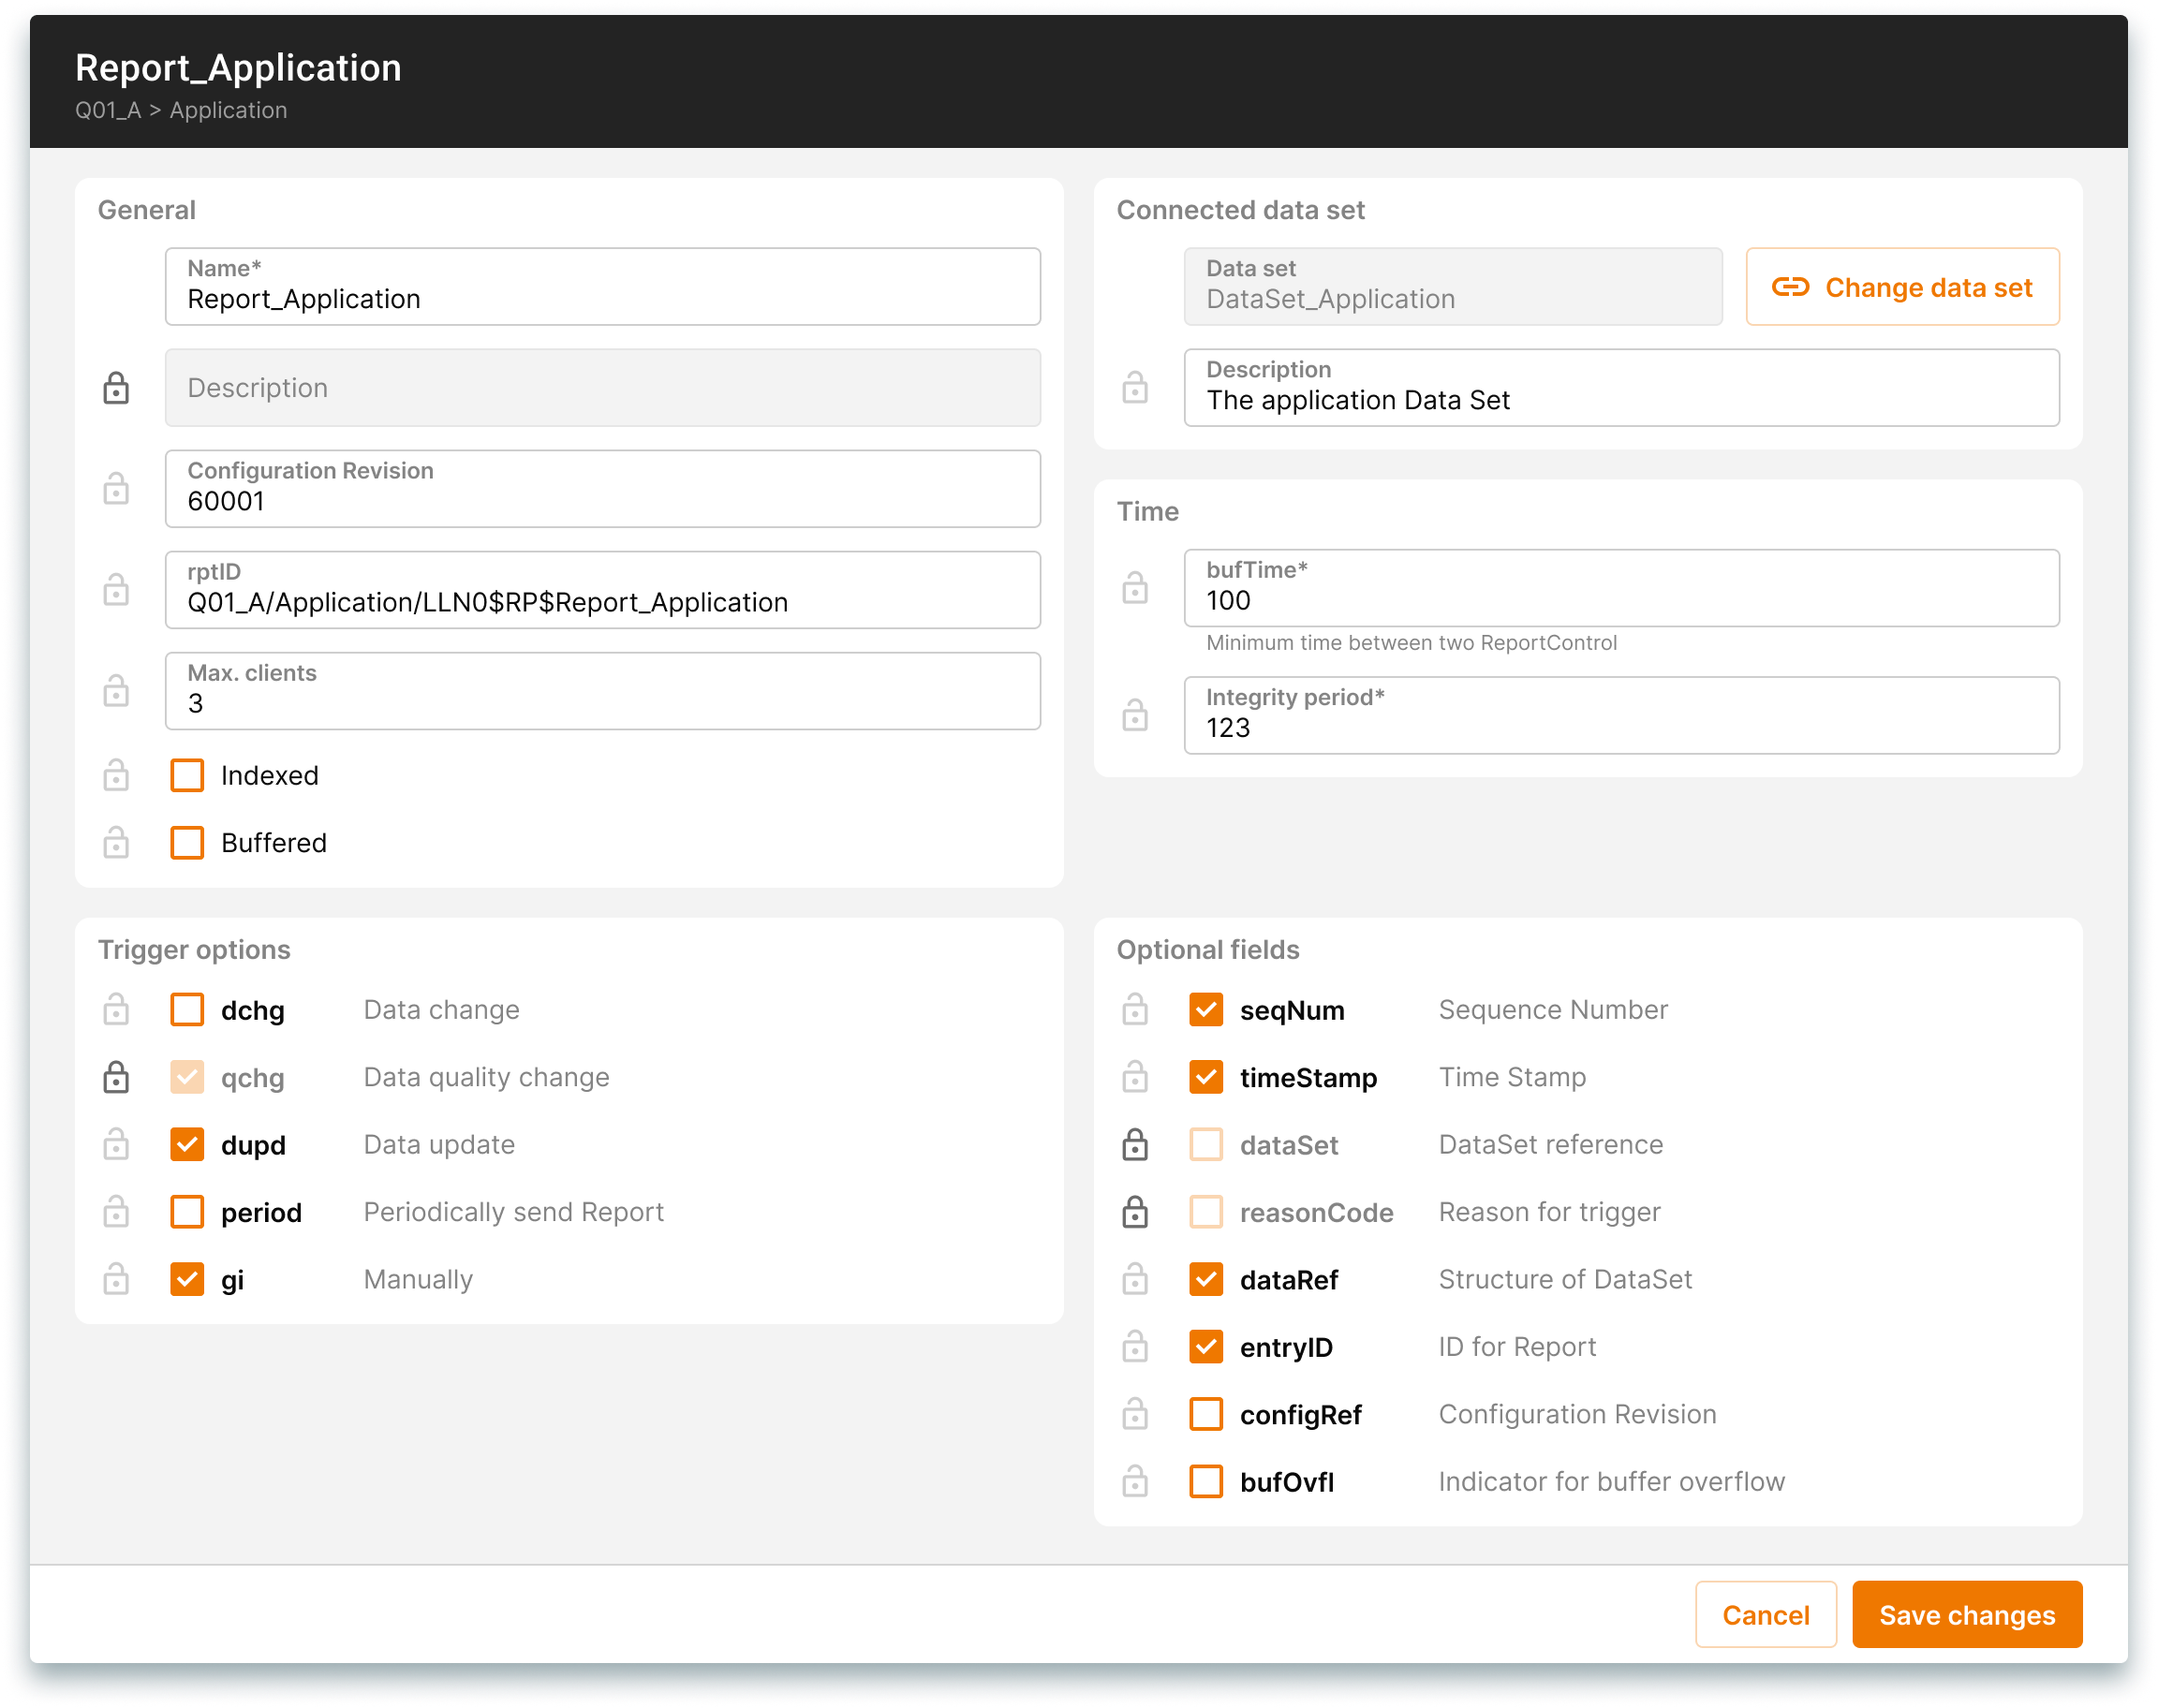 Report_Application
Q01_A > Application
General
Name*
Report_Application
Description
Configuration Revision
60001
rptID
Q01_A/Application/LLN0$RP$Report_Application
Max. clients
3
Indexed
Buffered
Connected data set
Data set
DataSet_Application
Change data set
Description
The application Data Set
Time
bufTime*
100
Minimum time between two ReportControl
Integrity period*
123
Trigger options
dchg Data change
qchg Data quality change
dupd Data update
period Periodically send Report
gi Manually
Optional fields
seqNum Sequence Number
timeStamp Time Stamp
dataSet DataSet reference
reasonCode Reason for trigger
dataRef Structure of DataSet
entryID ID for Report
configRef Configuration Revision
bufOvfl Indicator for buffer overflow
Cancel
Save changes